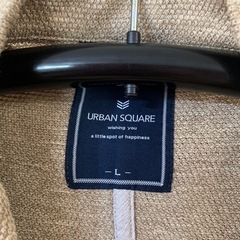 URBAN SQUARE
wishing you
a little spot of happiness
- L -